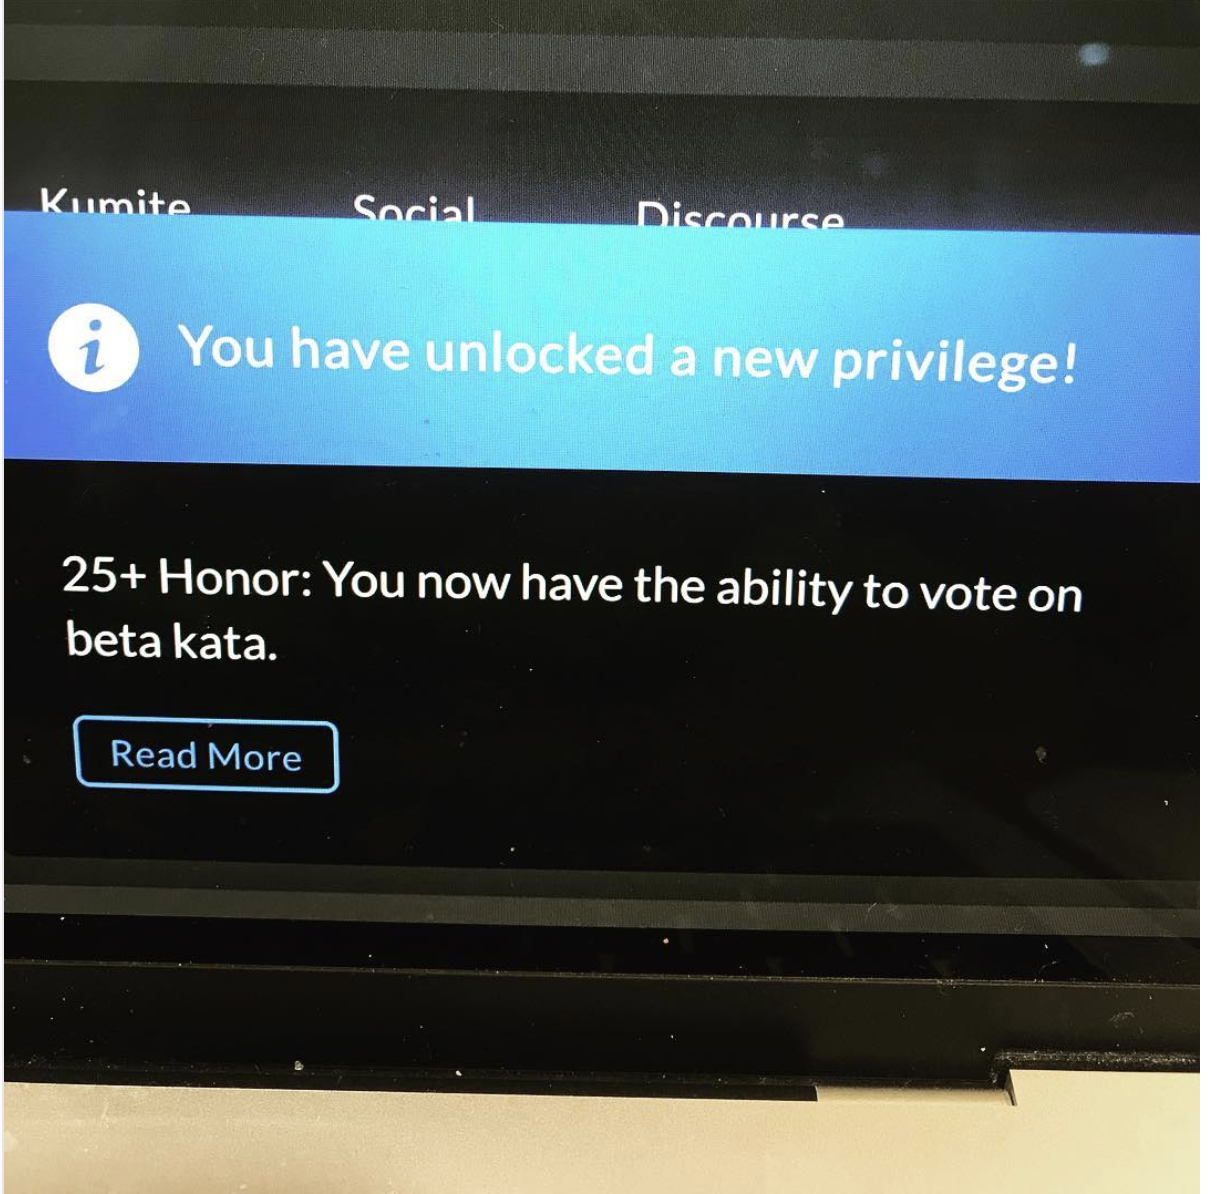 Kumite Social Discourse
i You have unlocked a new privilege!
25+ Honor: You now have the ability to vote on
beta kata.
Read More